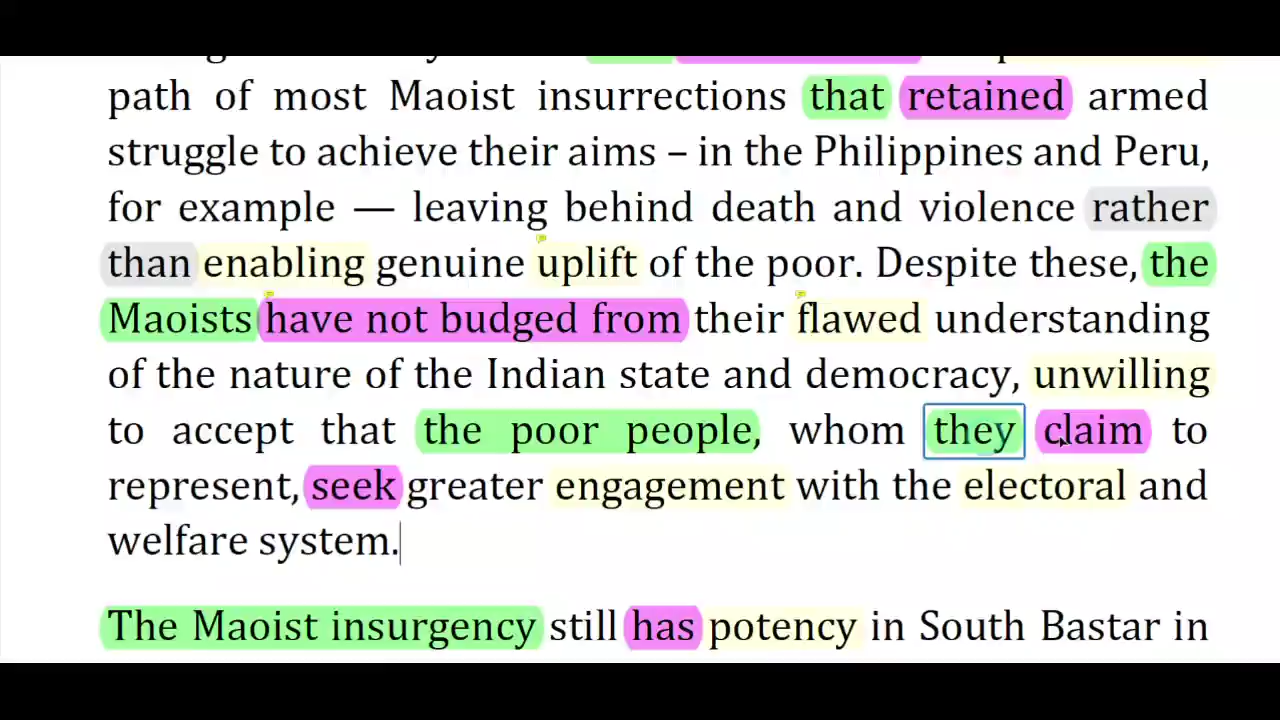 path of most Maoist insurrections that retained armed
struggle to achieve their aims – in the Philippines and Peru,
for example — leaving behind death and violence rather
than enabling genuine uplift of the poor. Despite these, the
Maoists have not budged from their flawed understanding
of the nature of the Indian state and democracy, unwilling
to accept that the poor people, whom they claim to
represent, seek greater engagement with the electoral and
welfare system.
The Maoist insurgency still has potency in South Bastar in